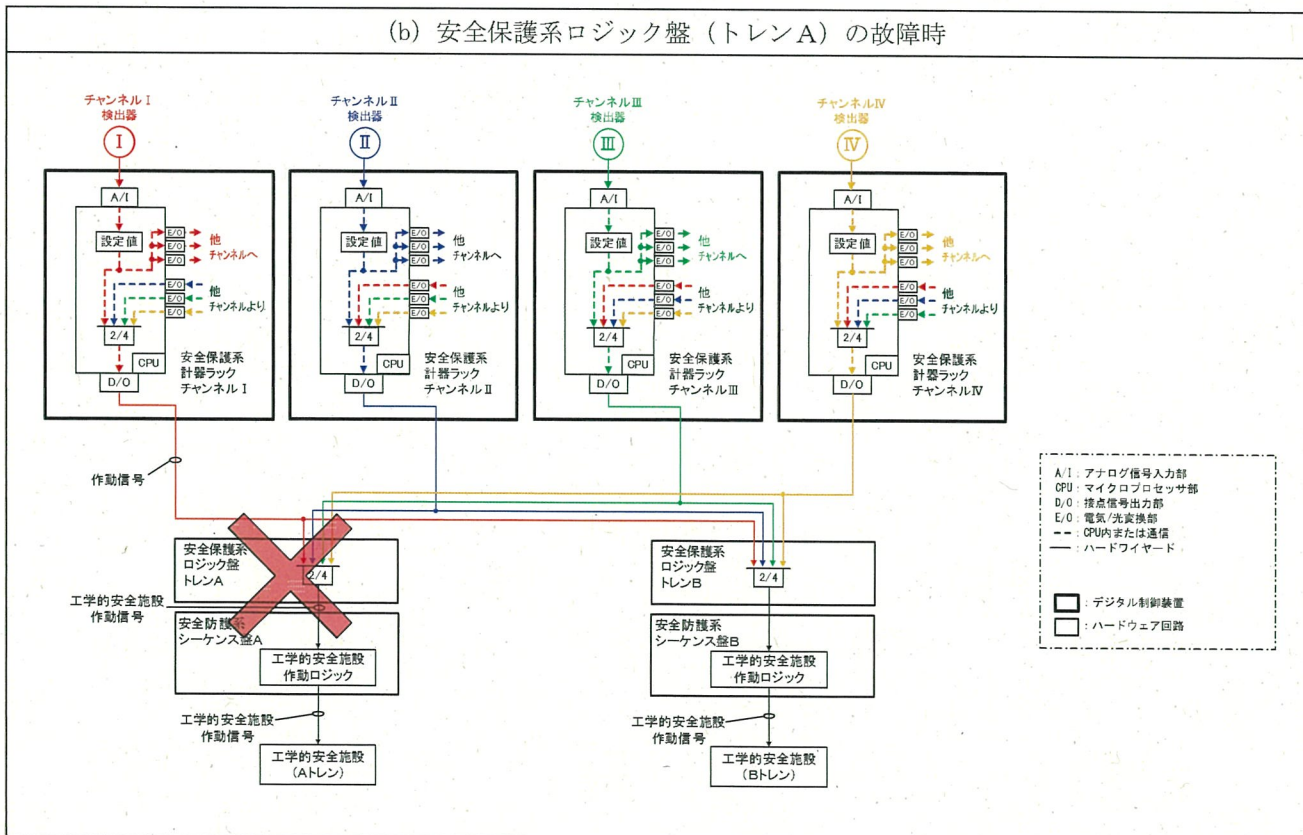 (b) 安全保護系ロジック盤（トレンA）の故障時
チャンネルⅠ
検出器
Ⅰ
A/I
設定値
E/O
E/O
E/O
他
チャンネルへ
E/O
E/O
E/O
他
チャンネルより
2/4
CPU
D/O
安全保護系
計器ラック
チャンネルⅠ
チャンネルⅡ
検出器
Ⅱ
A/I
設定値
E/O
E/O
E/O
他
チャンネルへ
E/O
E/O
E/O
他
チャンネルより
2/4
CPU
D/O
安全保護系
計器ラック
チャンネルⅡ
チャンネルⅢ
検出器
Ⅲ
A/I
設定値
E/O
E/O
E/O
他
チャンネルへ
E/O
E/O
E/O
他
チャンネルより
2/4
CPU
D/O
安全保護系
計器ラック
チャンネルⅢ
チャンネルⅣ
検出器
Ⅳ
A/I
設定値
E/O
E/O
E/O
他
チャンネルへ
E/O
E/O
E/O
他
チャンネルより
2/4
CPU
D/O
安全保護系
計器ラック
チャンネルⅣ
作動信号
安全保護系
ロジック盤
トレンA
2/4
工学的安全施設
作動信号
安全防護系
シーケンス盤A
工学的安全施設
作動ロジック
工学的安全施設
作動信号
工学的安全施設
(Aトレン)
安全保護系
ロジック盤
トレンB
2/4
安全防護系
シーケンス盤B
工学的安全施設
作動ロジック
工学的安全施設
作動信号
工学的安全施設
(Bトレン)
A/I：アナログ信号入力部
CPU：マイクロプロセッサ部
D/O：接点信号出力部
E/O：電気/光変換部
：CPU内または通信
：ハードワイヤード
：デジタル制御装置
：ハードウェア回路